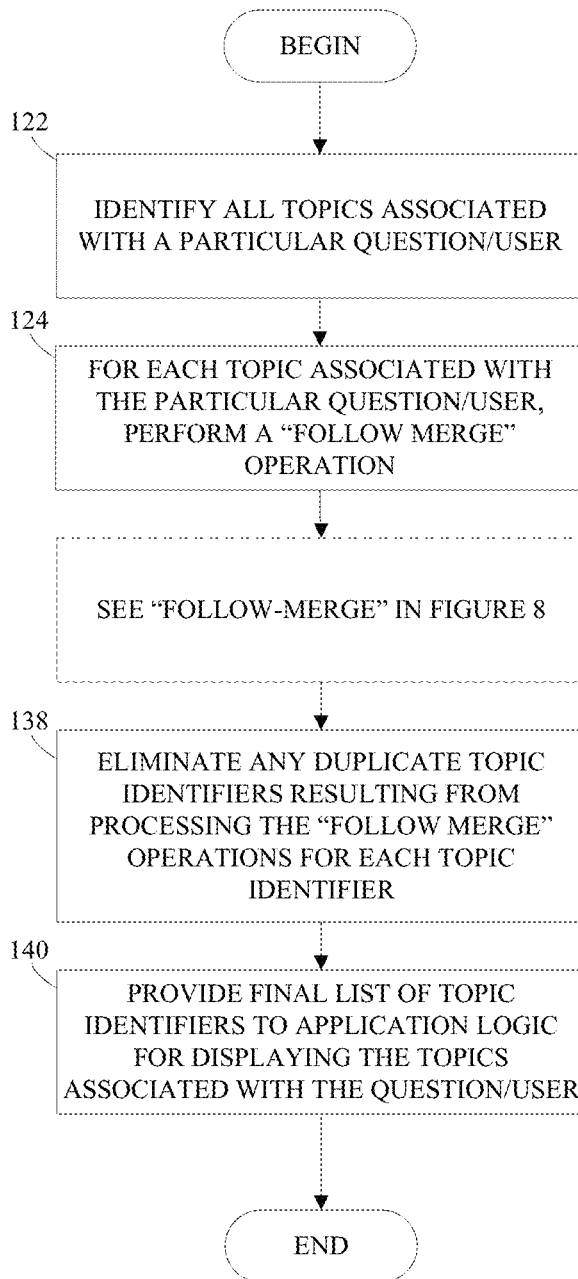 BEGIN
122
IDENTIFY ALL TOPICS ASSOCIATED
WITH A PARTICULAR QUESTION/USER
124
FOR EACH TOPIC ASSOCIATED WITH
THE PARTICULAR QUESTION/USER,
PERFORM A “FOLLOW MERGE”
OPERATION
SEE “FOLLOW-MERGE” IN FIGURE 8
138
ELIMINATE ANY DUPLICATE TOPIC
IDENTIFIERS RESULTING FROM
PROCESSING THE “FOLLOW MERGE”
OPERATIONS FOR EACH TOPIC
IDENTIFIER
140
PROVIDE FINAL LIST OF TOPIC
IDENTIFIERS TO APPLICATION LOGIC
FOR DISPLAYING THE TOPICS
ASSOCIATED WITH THE QUESTION/USER
END